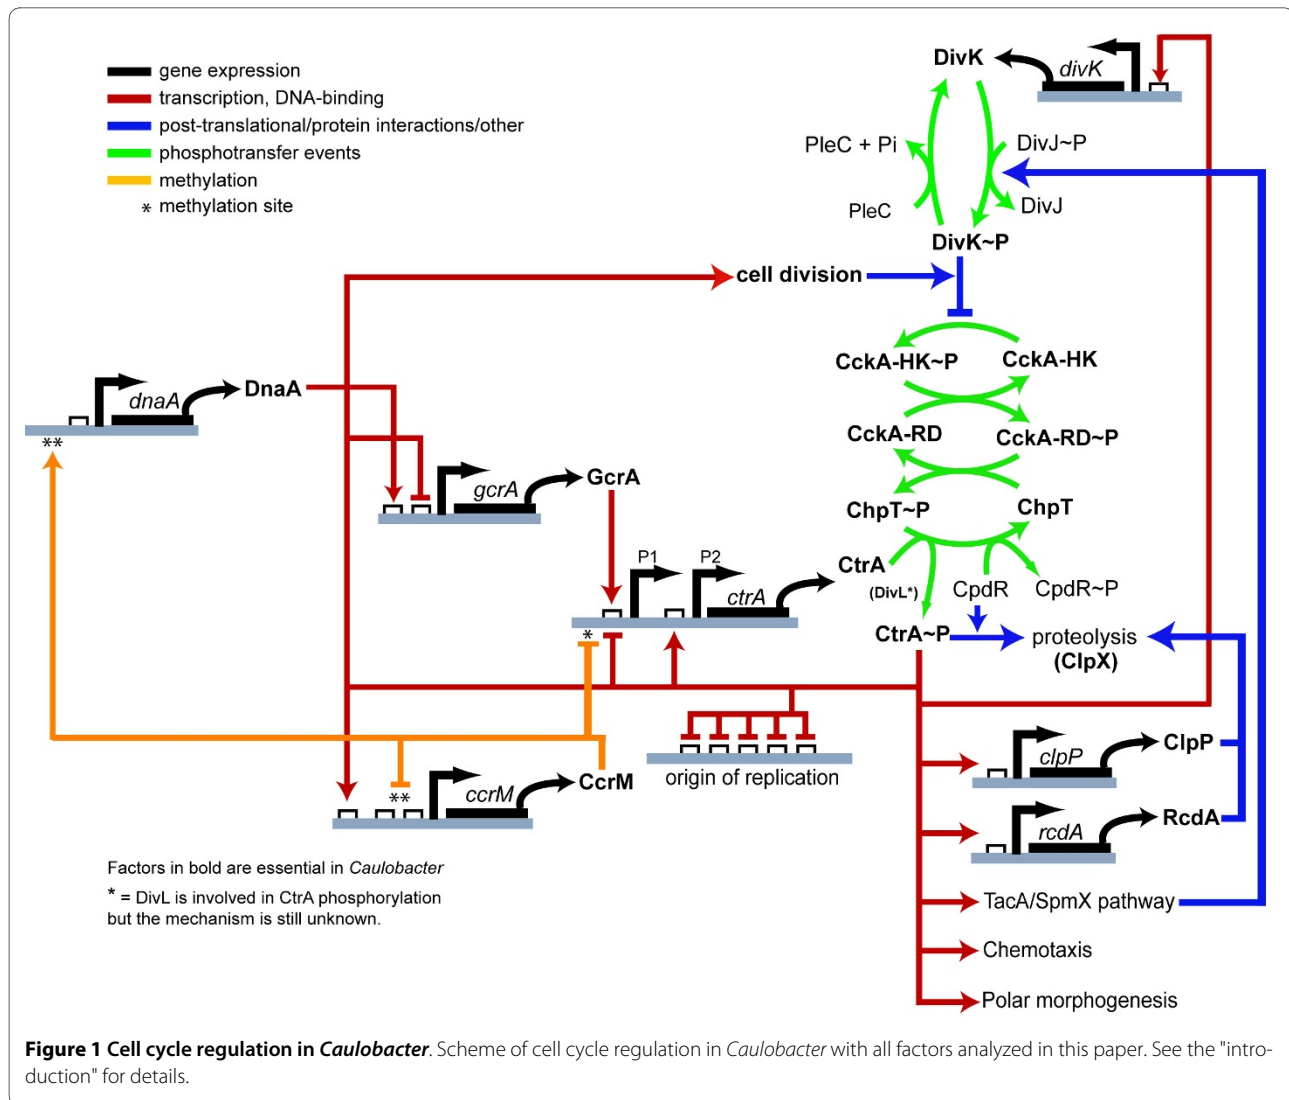 gene expression
transcription, DNA-binding
post-translational/protein interactions/other
phosphotransfer events
methylation
* methylation site
DivK
divK
PleC + Pi
DivJ~P
PleC
DivJ
DivK~P
cell division
CckA-HK~P
CckA-HK
CckA-RD
CckA-RD~P
ChpT~P
ChpT
dnaA
DnaA
**
gcrA
GcrA
P1
P2
ctrA
*
CtrA
(DivL*)
CpdR
CpdR~P
CtrA~P
proteolysis
(ClpX)
origin of replication
**
ccrM
CcrM
clpP
ClpP
rcdA
RcdA
TacA/SpmX pathway
Chemotaxis
Polar morphogenesis
Factors in bold are essential in Caulobacter
* = DivL is involved in CtrA phosphorylation
but the mechanism is still unknown.
Figure 1 Cell cycle regulation in Caulobacter. Scheme of cell cycle regulation in Caulobacter with all factors analyzed in this paper. See the "intro-
duction" for details.